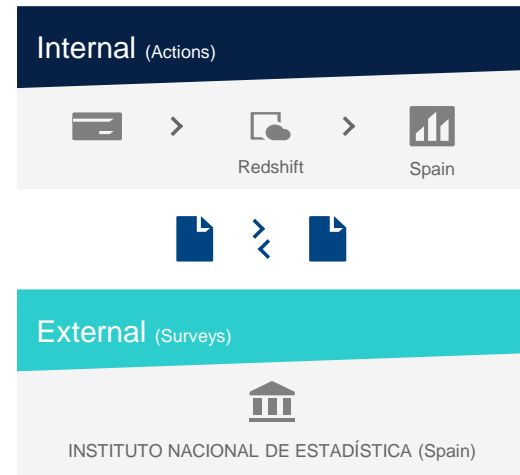 Internal (Actions)
Redshift
Spain
External (Surveys)
INSTITUTO NACIONAL DE ESTADÍSTICA (Spain)